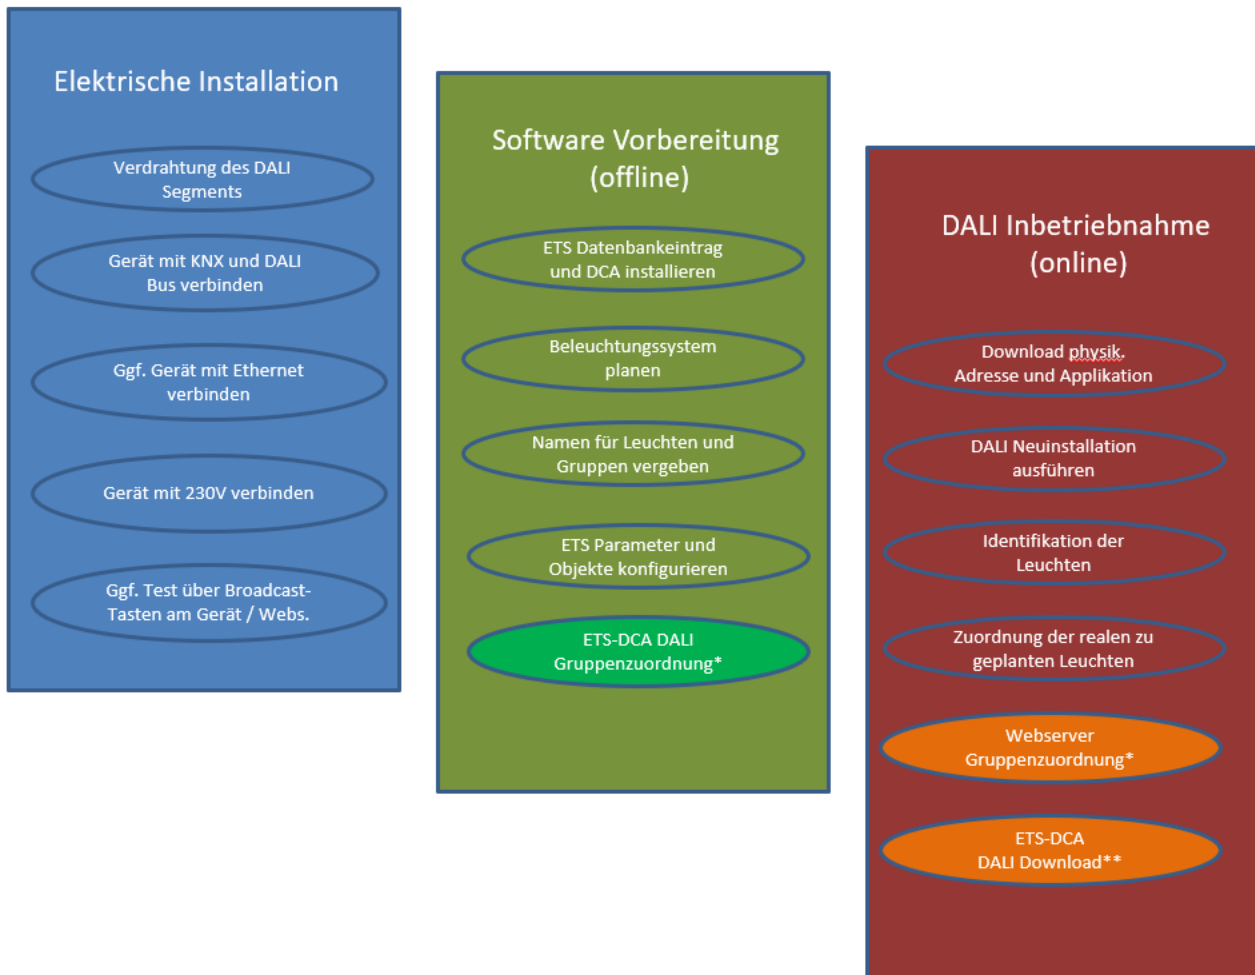 Elektrische Installation
Verdrahtung des DALI
Segments
Gerät mit KNX und DALI
Bus verbinden
Ggf. Gerät mit Ethernet
verbinden
Gerät mit 230V verbinden
Ggf. Test über Broadcast-
Tasten am Gerät / Webs.
Software Vorbereitung
(offline)
ETS Datenbankeintrag
und DCA installieren
Beleuchtungssystem
planen
Namen für Leuchten und
Gruppen vergeben
ETS Parameter und
Objekte konfigurieren
ETS-DCA DALI
Gruppenzuordnung*
DALI Inbetriebnahme
(online)
Download physik.
Adresse und Applikation
DALI Neuinstallation
ausführen
Identifikation der
Leuchten
Zuordnung der realen zu
geplanten Leuchten
Webserver
Gruppenzuordnung*
ETS-DCA
DALI Download**